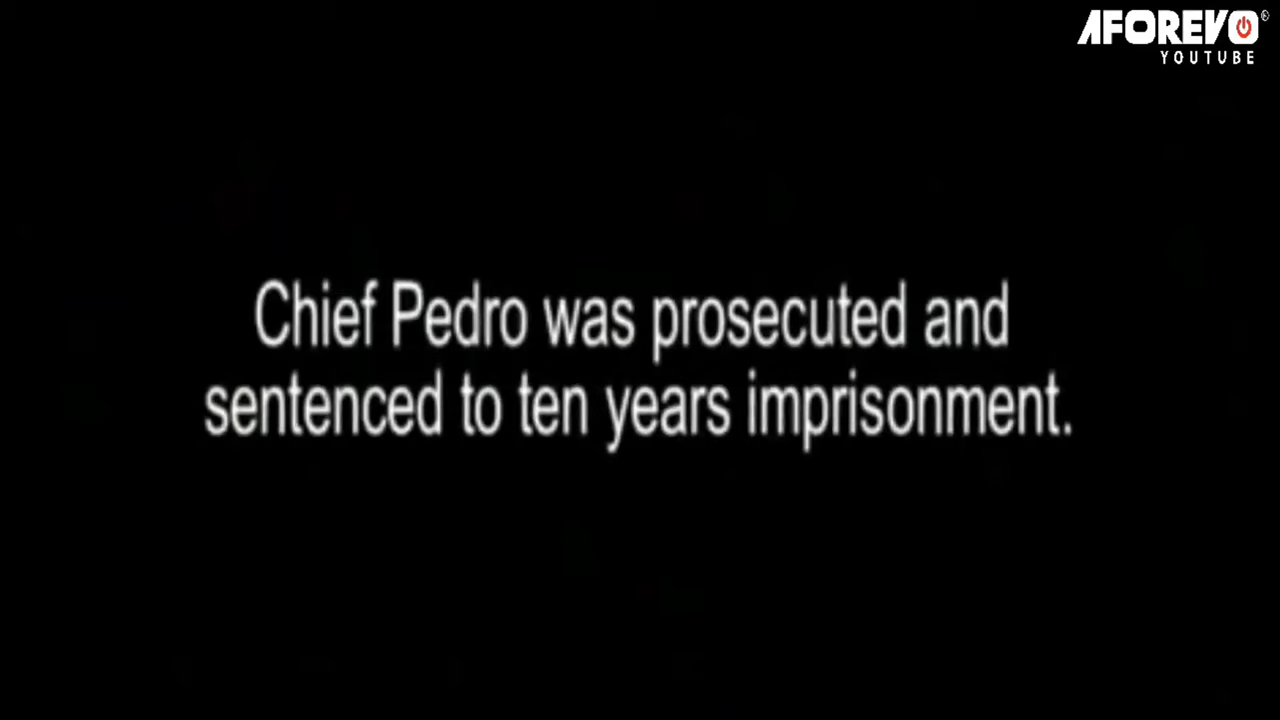 AFOREVO
YOUTUBE
Chief Pedro was prosecuted and
sentenced to ten years imprisonment.